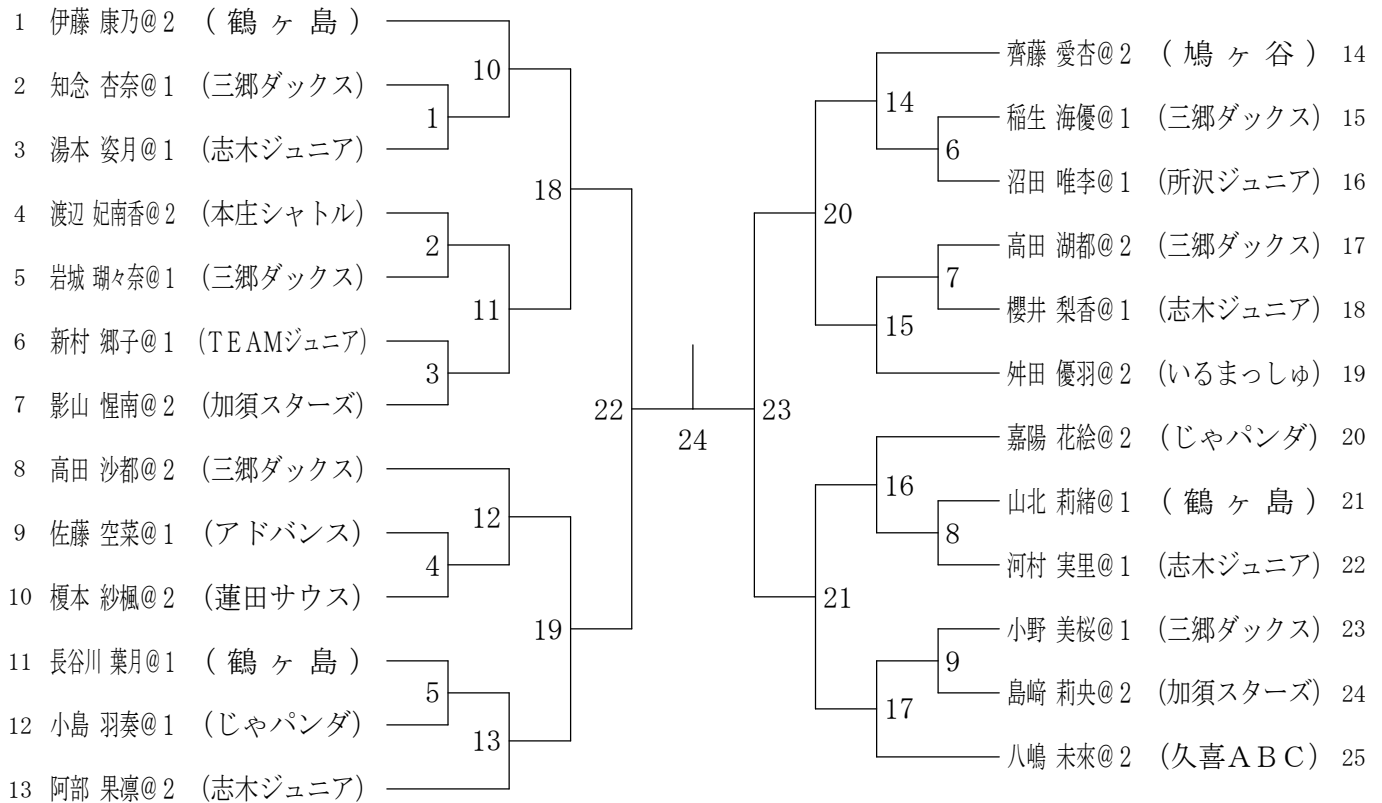 1 伊藤 康乃@2 (鶴ヶ島)
2 知念 杏奈@1 (三郷ダックス)
3 湯本 姿月@1 (志木ジュニア)
4 渡辺 妃南香@2 (本庄シャトル)
5 岩城 瑚々奈@1 (三郷ダックス)
6 新村 郷子@1 (TEAMジュニア)
7 影山 惺南@2 (加須スターズ)
8 高田 沙都@2 (三郷ダックス)
9 佐藤 空菜@1 (アドバンス)
10 榎本 紗楓@2 (蓮田サウス)
11 長谷川 葉月@1 (鶴ヶ島)
12 小島 羽奏@1 (じゃパンダ)
13 阿部 果凛@2 (志木ジュニア)
10
1
18
2
11
3
22
12
4
19
5
13
24
23
14
6
20
7
15
16
8
21
9
17
齊藤 愛杏@2 (鳩ヶ谷) 14
稲生 海優@1 (三郷ダックス) 15
沼田 唯李@1 (所沢ジュニア) 16
高田 湖都@2 (三郷ダックス) 17
櫻井 梨香@1 (志木ジュニア) 18
舛田 優羽@2 (いるまっしゅ) 19
嘉陽 花絵@2 (じゃパンダ) 20
山北 莉緒@1 (鶴ヶ島) 21
河村 実里@1 (志木ジュニア) 22
小野 美桜@1 (三郷ダックス) 23
島﨑 莉央@2 (加須スターズ) 24
八嶋 未來@2 (久喜ABC) 25